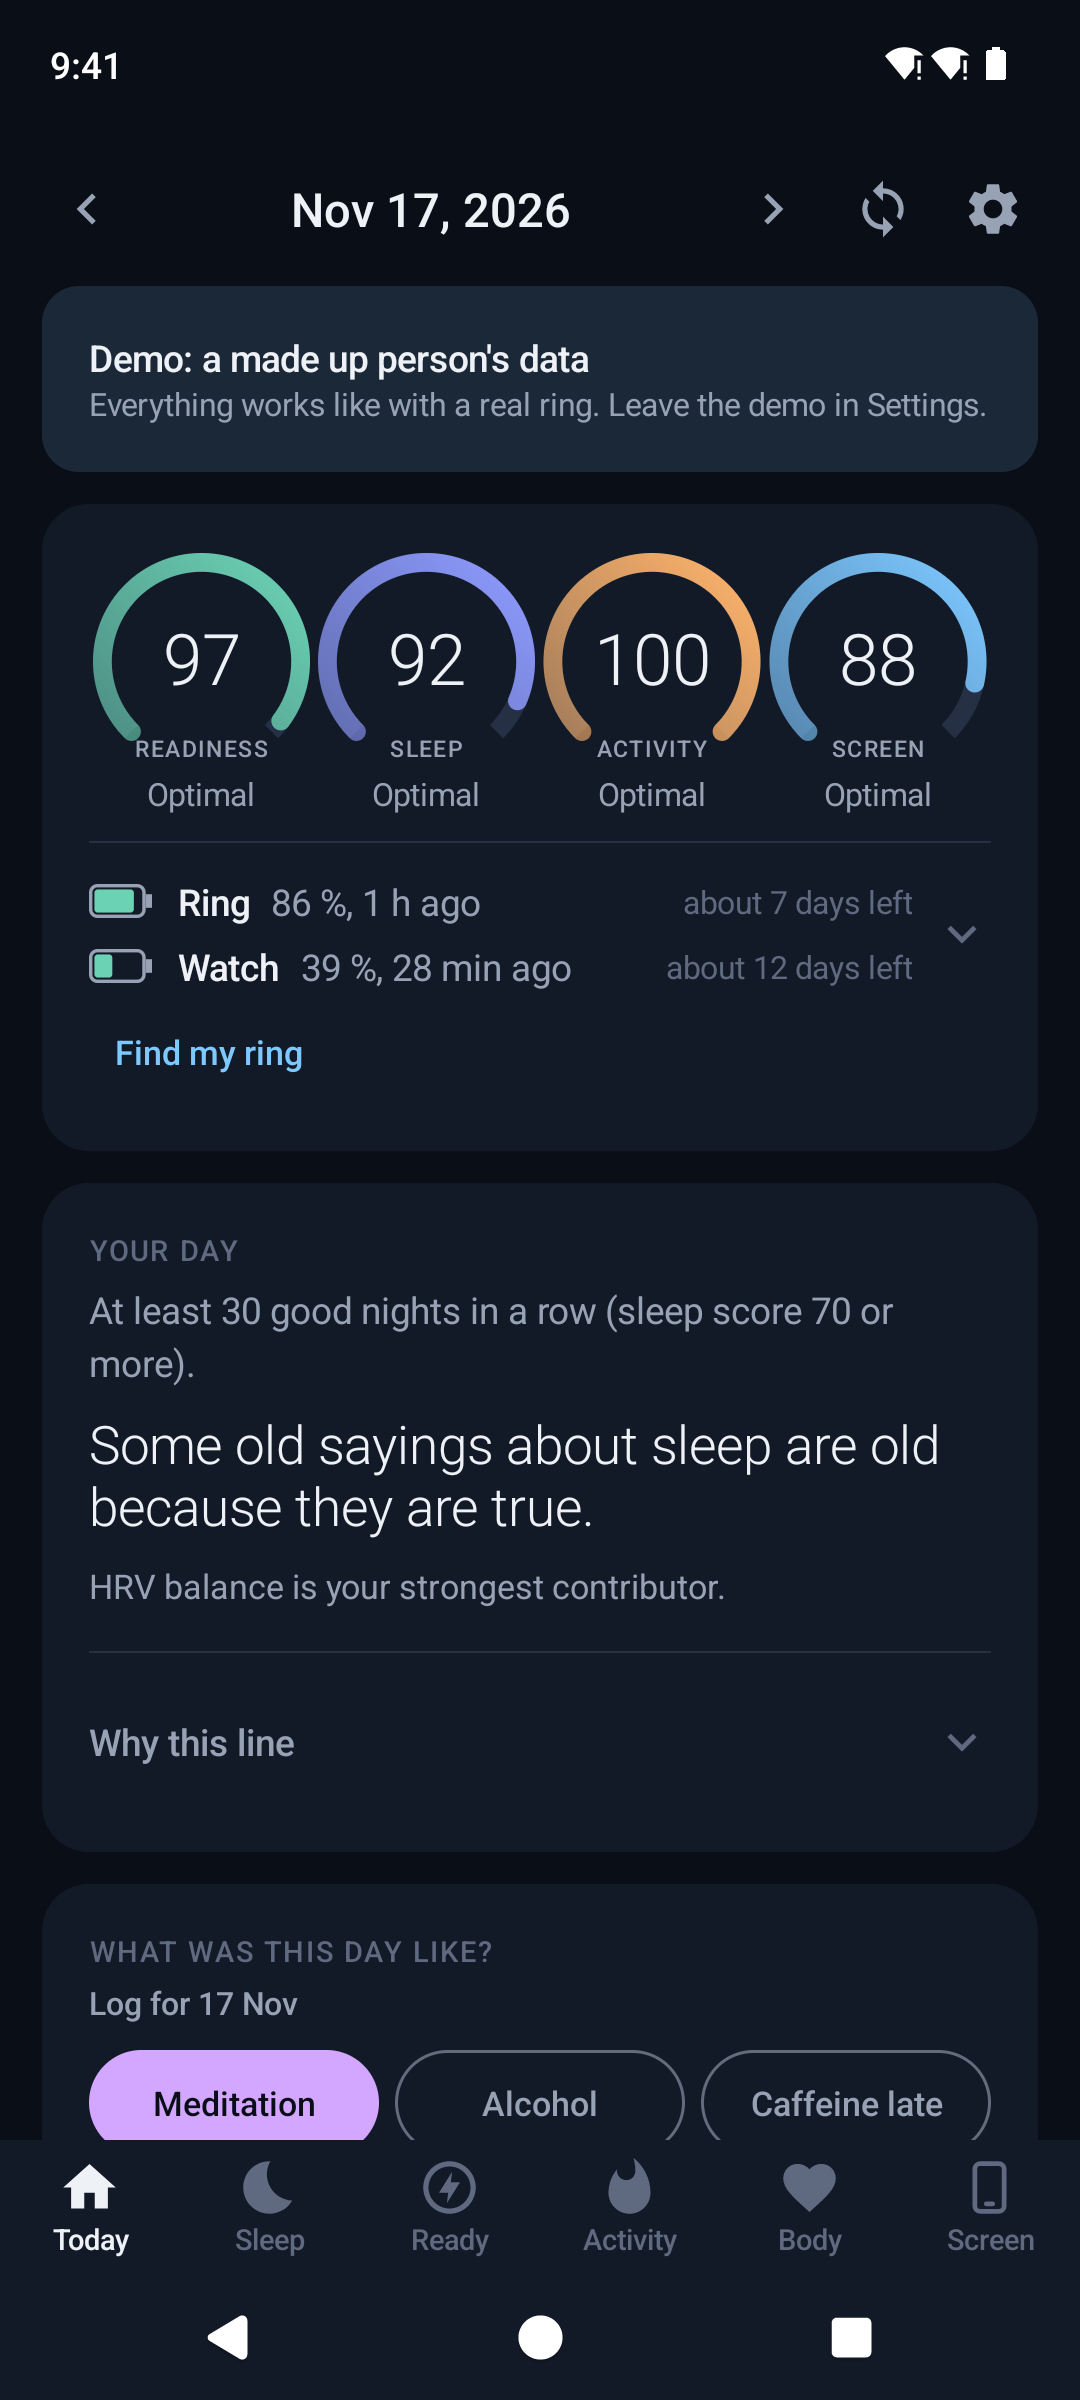 9:41
Nov 17, 2026
Demo: a made up person's data
Everything works like with a real ring. Leave the demo in Settings.
97 92 100 88
READINESS SLEEP ACTIVITY SCREEN
Optimal Optimal Optimal Optimal
Ring 86 %, 1 h ago about 7 days left
Watch 39 %, 28 min ago about 12 days left
Find my ring
YOUR DAY
At least 30 good nights in a row (sleep score 70 or
more).
Some old sayings about sleep are old
because they are true.
HRV balance is your strongest contributor.
Why this line
WHAT WAS THIS DAY LIKE?
Log for 17 Nov
Meditation Alcohol Caffeine late
Today Sleep Ready Activity Body Screen